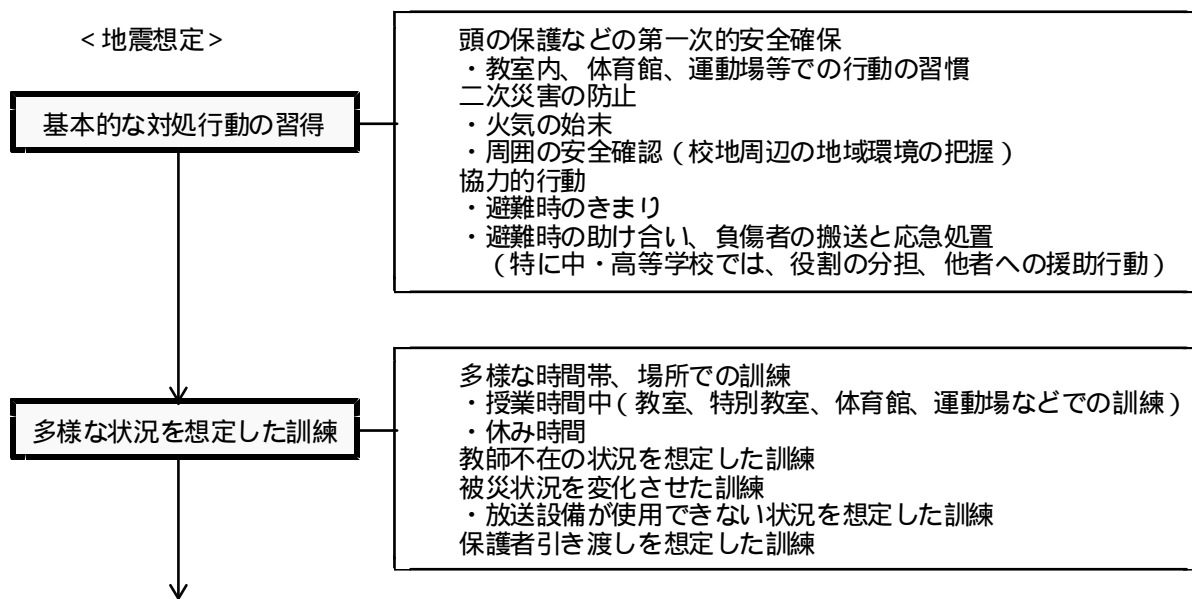 <地震想定>
基本的な対処行動の習得
頭の保護などの第一次的安全確保
・教室内、体育館、運動場等での行動の習慣
二次災害の防止
・火気の始末
・周囲の安全確認(校地周辺の地域環境の把握)
協力的行動
・避難時のきまり
・避難時の助け合い、負傷者の搬送と応急処置
(特に中・高等学校では、役割の分担、他者への援助行動)
多様な状況を想定した訓練
多様な時間帯、場所での訓練
・授業時間中(教室、特別教室、体育館、運動場などでの訓練)
・休み時間
教師不在の状況を想定した訓練
被災状況を変化させた訓練
・放送設備が使用できない状況を想定した訓練
保護者引き渡しを想定した訓練